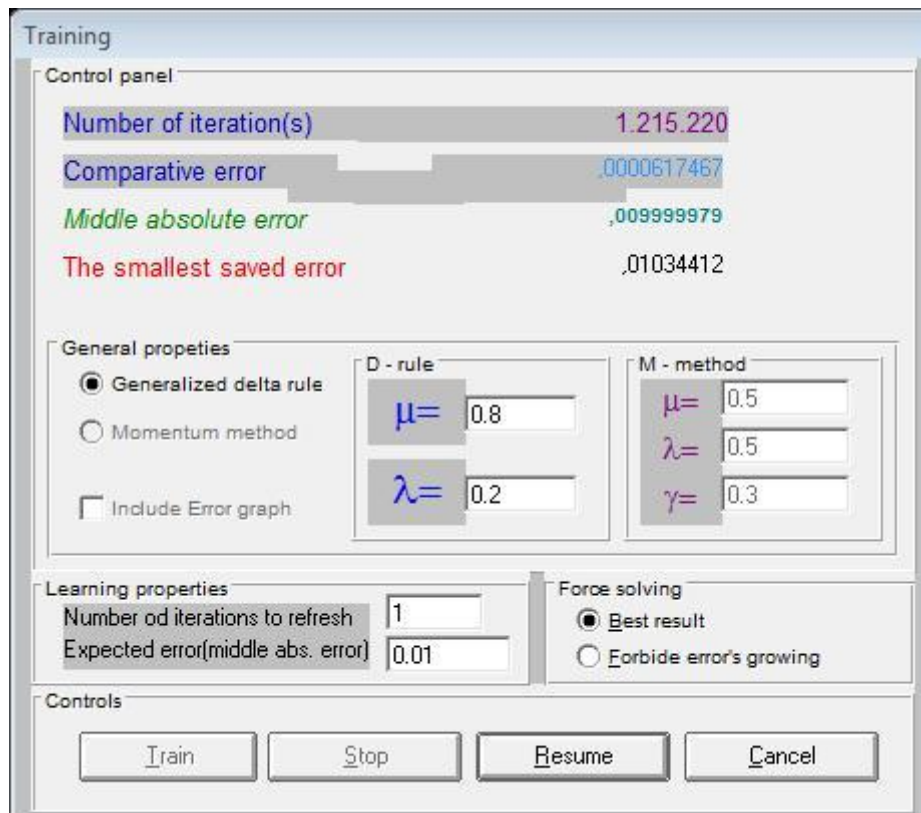 Training
Control panel
Number of iteration(s) 1.215.220
Comparative error ,0000617467
Middle absolute error ,009999979
The smallest saved error ,01034412
General propeties
Generalized delta rule
Momentum method
Include Error graph
D - rule
μ= 0.8
λ= 0.2
M - method
μ= 0.5
λ= 0.5
γ= 0.3
Learning properties
Number od iterations to refresh 1
Expected error(middle abs. error) 0.01
Force solving
Best result
Forbide error's growing
Controls
Train Stop Resume Cancel